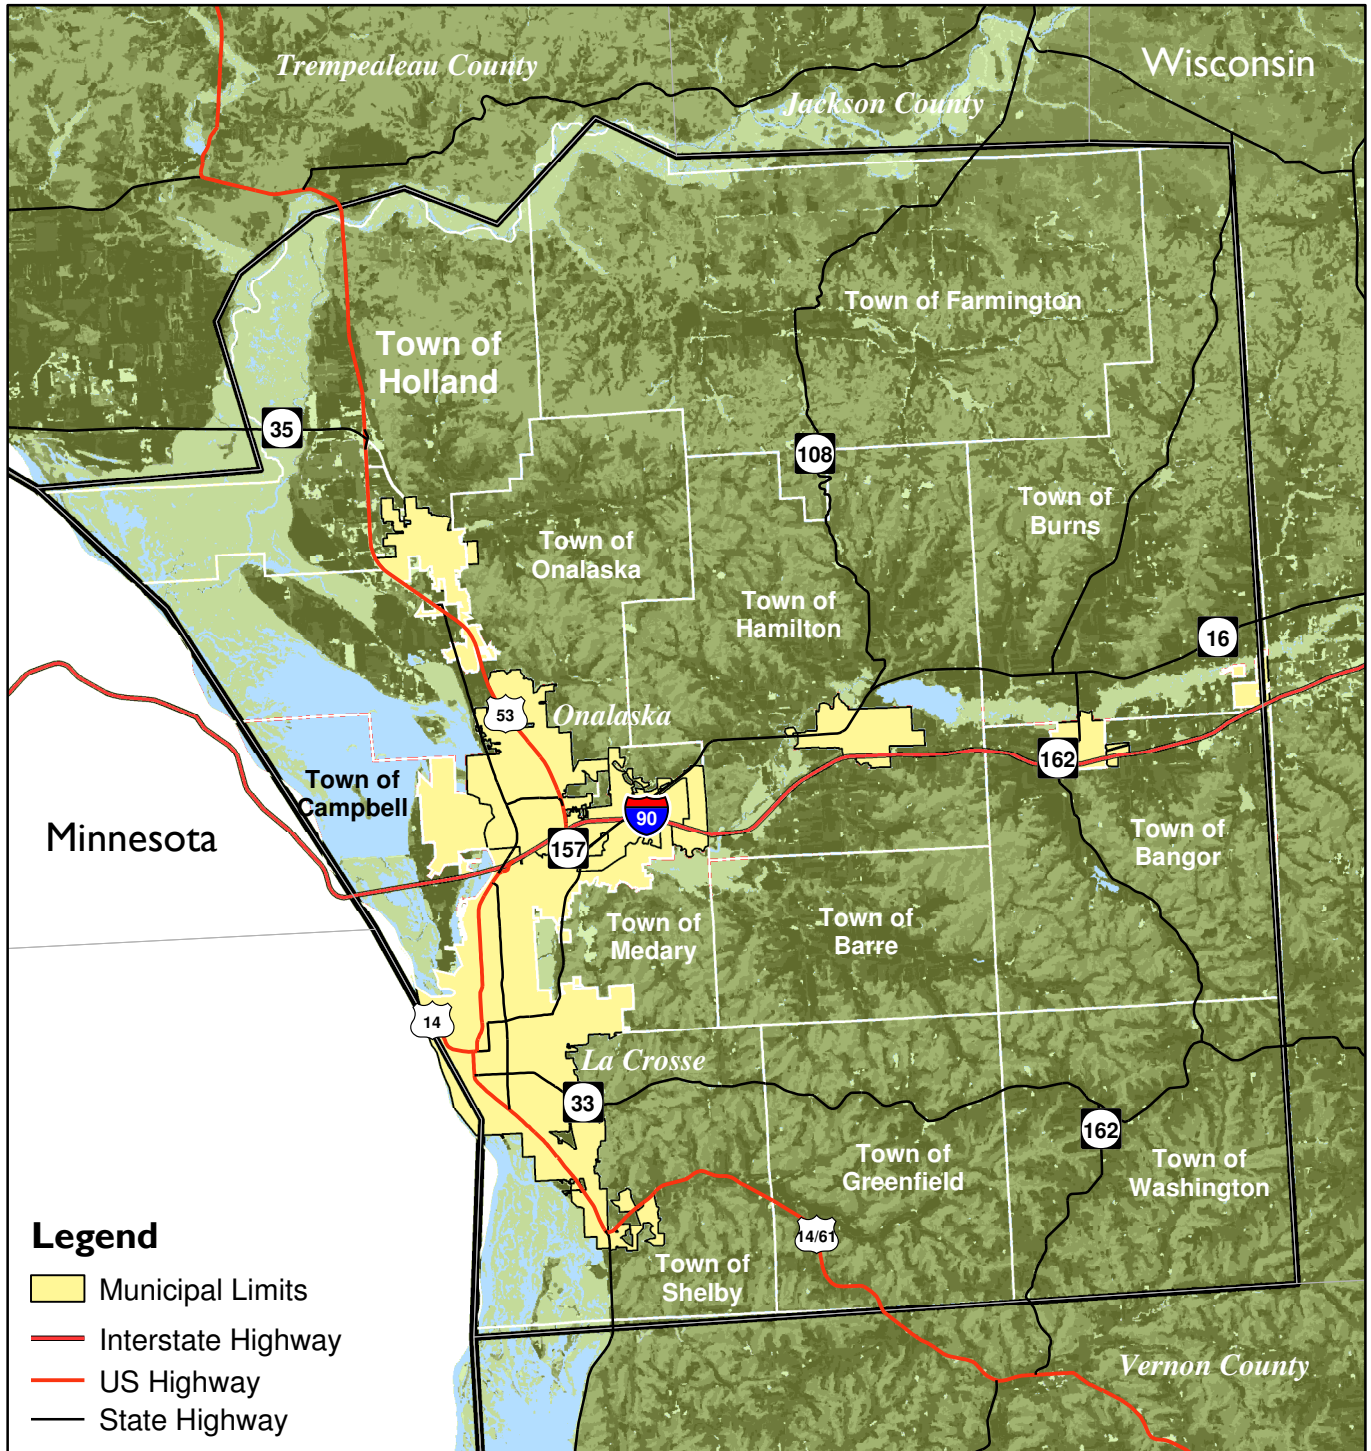 Trempealeau County
Wisconsin
Jackson County
Town of Farmington
Town of
Holland
35
108
Town of
Burns
Town of
Onalaska
Town of
Hamilton
16
53
Onalaska
162
Town of
Campbell
90
Minnesota
157
Town of
Bangor
Town of
Medary
Town of
Barre
14
La Crosse
33
162
Town of
Greenfield
Town of
Washington
14/61
Town of
Shelby
Legend
Municipal Limits
Interstate Highway
US Highway
State Highway
Vernon County